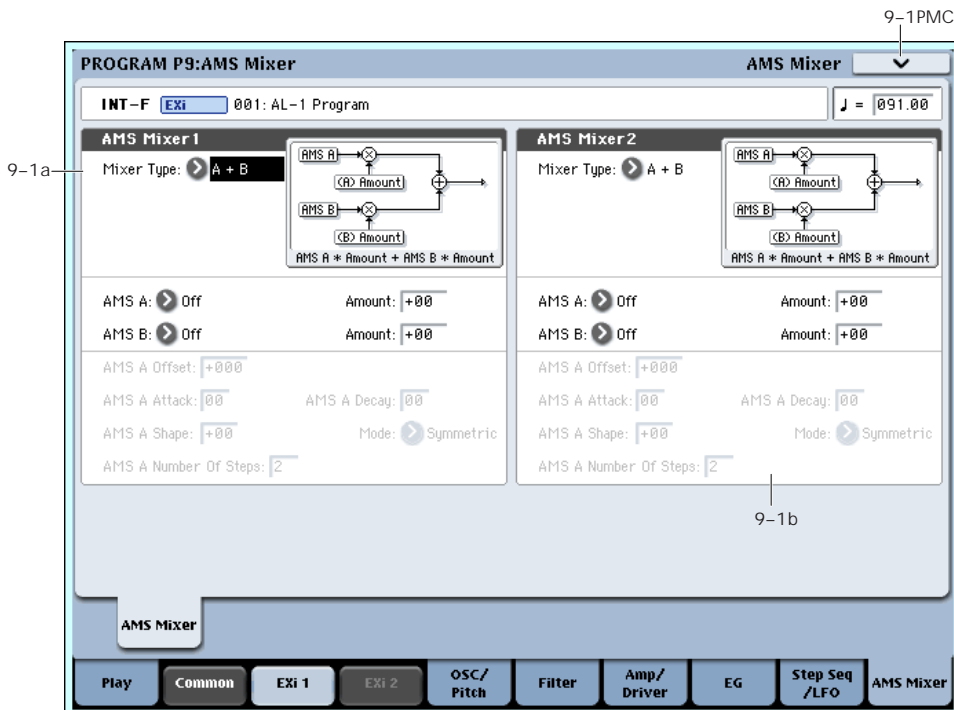 9–1PMC
PROGRAM P9:AMS Mixer
AMS Mixer
INT–F EXi 001: AL–1 Program
♩ = 091.00
AMS Mixer1
9–1a
Mixer Type: A + B
AMS A
(A) Amount
AMS B
(B) Amount
AMS A * Amount + AMS B * Amount
AMS A: Off
Amount: +00
AMS B: Off
Amount: +00
AMS A Offset: +000
AMS A Attack: 00
AMS A Decay: 00
AMS A Shape: +00
Mode: Symmetric
AMS A Number Of Steps: 2
AMS Mixer2
Mixer Type: A + B
AMS A
(A) Amount
AMS B
(B) Amount
AMS A * Amount + AMS B * Amount
AMS A: Off
Amount: +00
AMS B: Off
Amount: +00
AMS A Offset: +000
AMS A Attack: 00
AMS A Decay: 00
AMS A Shape: +00
Mode: Symmetric
AMS A Number Of Steps: 2
9–1b
AMS Mixer
Play
Common
EXi 1
EXi 2
OSC/
Pitch
Filter
Amp/
Driver
EG
Step Seq
/LFO
AMS Mixer